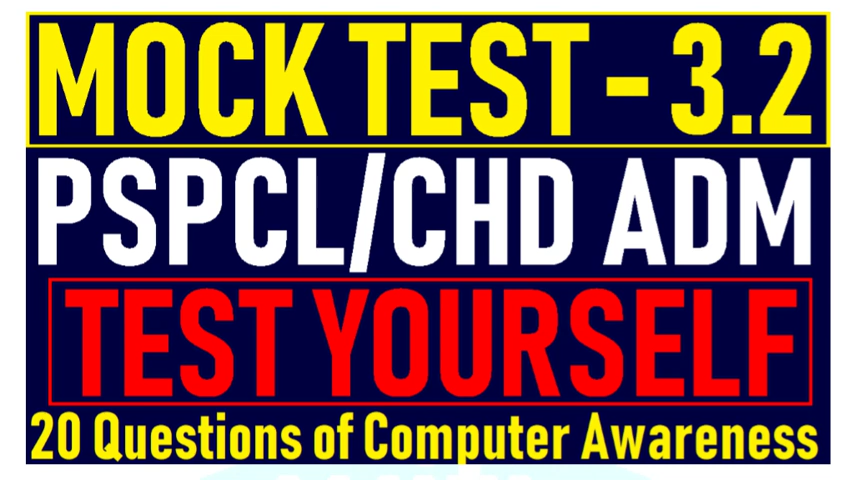 MOCK TEST - 3.2
PSPCL/CHD ADM
TEST YOURSELF
20 Questions of Computer Awareness